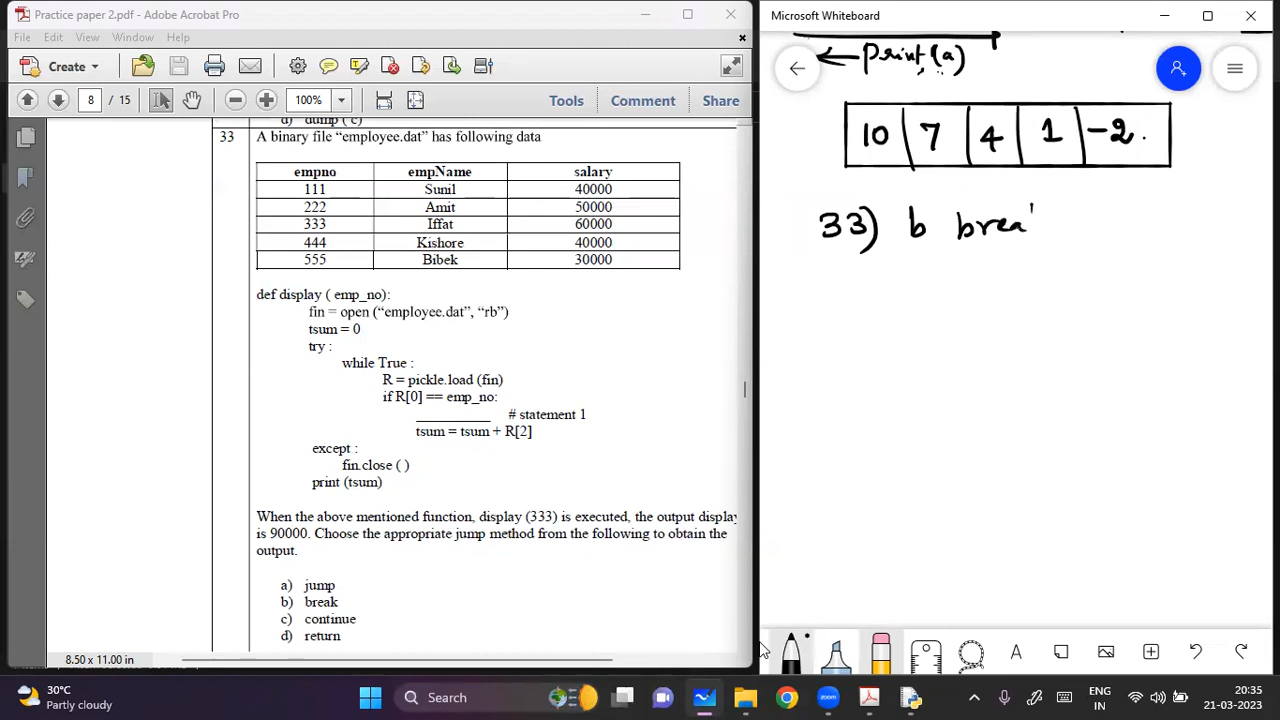 Practice paper 2.pdf - Adobe Acrobat Pro
File Edit View Window Help
Create
8 / 15 100% Tools Comment Share
d) dump ( c)
33 A binary file “employee.dat” has following data
empno empName salary
111 Sunil 40000
222 Amit 50000
333 Iffat 60000
444 Kishore 40000
555 Bibek 30000
def display ( emp_no):
fin = open (“employee.dat”, “rb”)
tsum = 0
try :
while True :
R = pickle.load (fin)
if R[0] == emp_no:
__________ # statement 1
tsum = tsum + R[2]
except :
fin.close ( )
print (tsum)
When the above mentioned function, display (333) is executed, the output display
is 90000. Choose the appropriate jump method from the following to obtain the
output.
a) jump
b) break
c) continue
d) return
8.50 x 11.00 in
Microsoft Whiteboard
Print(a)
10 7 4 1 -2
33) b brea
A
30°C
Partly cloudy
Search
ENG
IN
20:35
21-03-2023